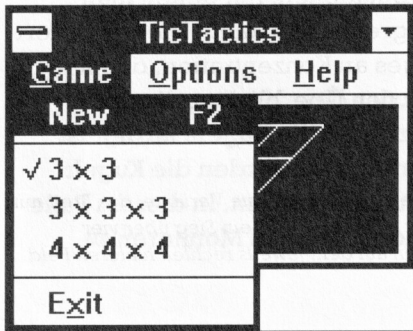 TicTactics
Game Options Help
New F2
√ 3 x 3
3 x 3 x 3
4 x 4 x 4
Exit